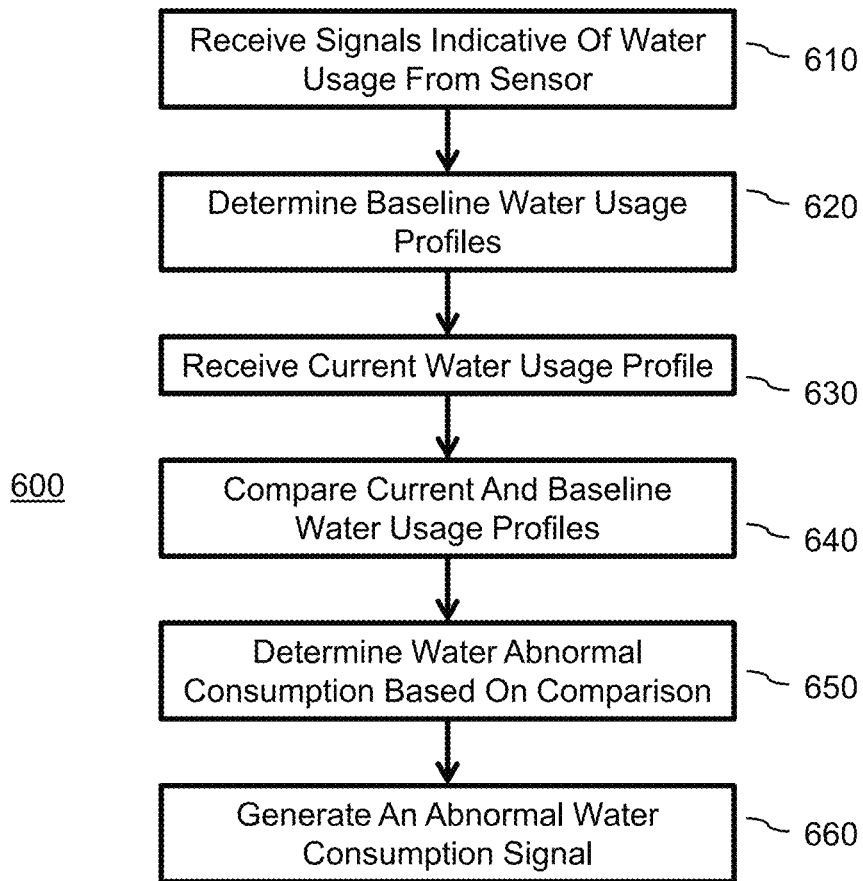 Receive Signals Indicative Of Water
Usage From Sensor
610
Determine Baseline Water Usage
Profiles
620
Receive Current Water Usage Profile
630
600
Compare Current And Baseline
Water Usage Profiles
640
Determine Water Abnormal
Consumption Based On Comparison
650
Generate An Abnormal Water
Consumption Signal
660